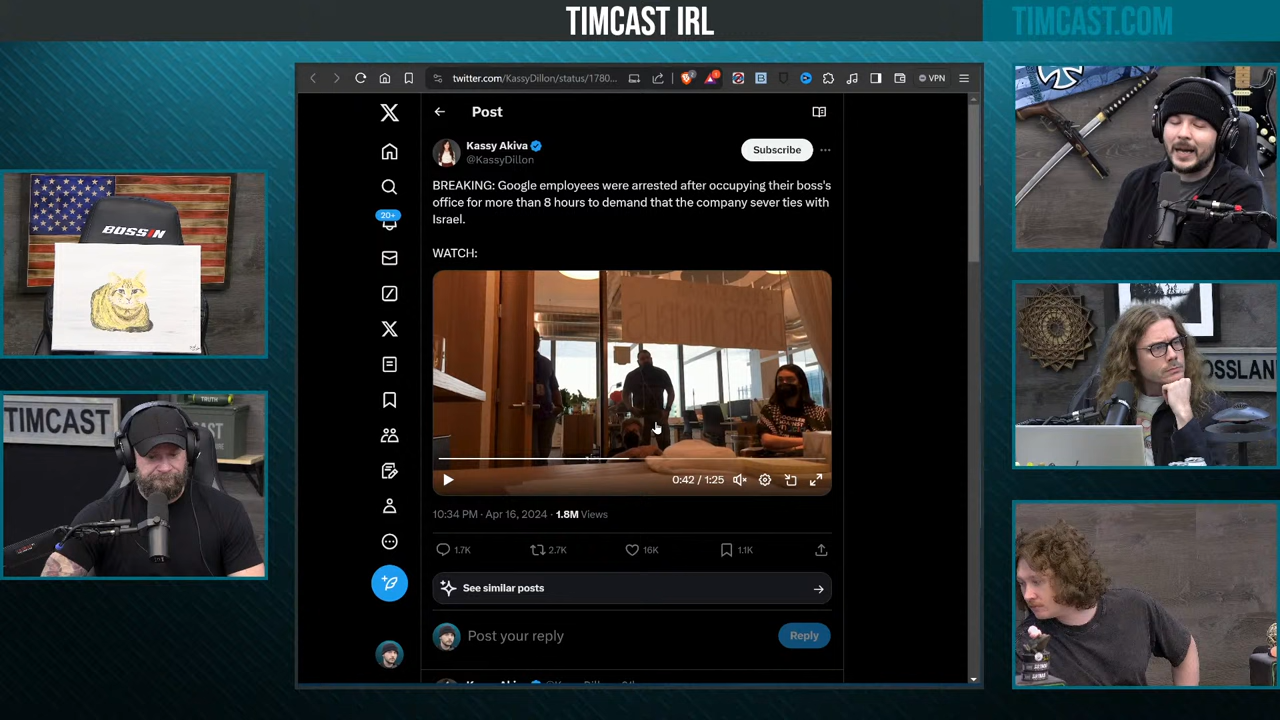 TIMCAST IRL
TIMCAST.COM
twitter.com/KassyDillon/status/1780...
VPN
Post
Kassy Akiva
@KassyDillon
Subscribe
BREAKING: Google employees were arrested after occupying their boss's
office for more than 8 hours to demand that the company sever ties with
Israel.
WATCH:
20+
0:42 / 1:25
10:34 PM · Apr 16, 2024 · 1.8M Views
1.7K
2.7K
16K
1.1K
See similar posts
Post your reply
Reply
BOSSIN
TIMCAST
TRUTH
OSSLAN